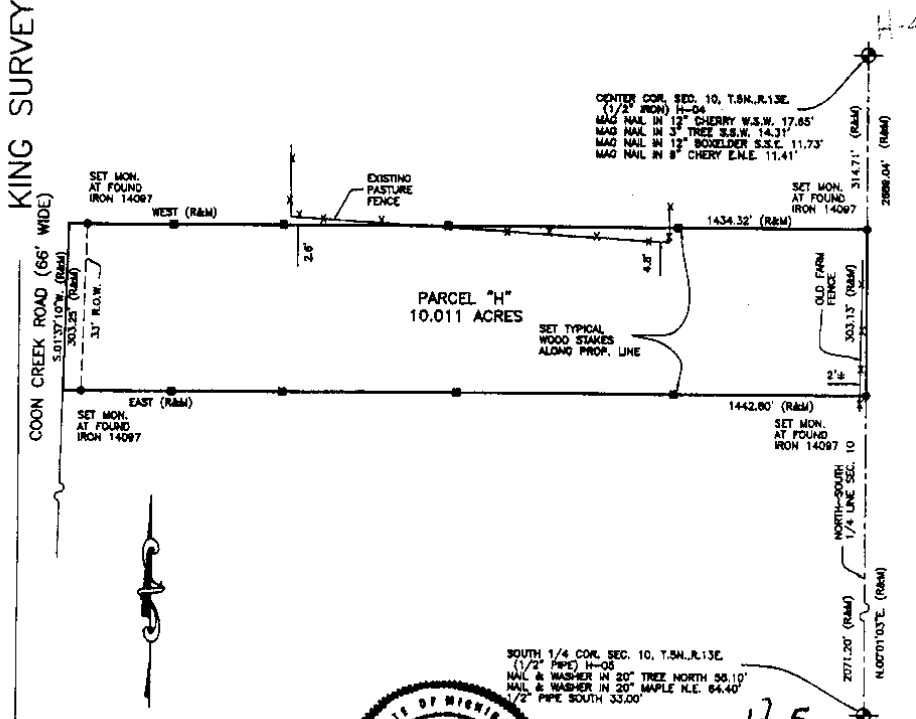 KING SURVEY
CENTER COR. SEC. 10, T.5N.,R.13E.
(1/2" IRON) H-04
MAG NAIL IN 12" CHERRY W.S.W. 17.65'
MAG NAIL IN 3" TREE S.S.W. 14.31'
MAG NAIL IN 12" BOXELDER S.S.E. 11.73'
MAG NAIL IN 8" CHERY E.N.E. 11.41'
314.71' (R&M)
2689.04' (R&M)
SET MON.
AT FOUND
IRON 14097
EXISTING
PASTURE
FENCE
SET MON.
AT FOUND
IRON 14097
WEST (R&M)
1434.32' (R&M)
2.6'
4.8'
COON CREEK ROAD (66' WIDE)
S.01°37'10"W. (R&M)
303.25' (R&M)
33' R.O.W.
PARCEL "H"
10.011 ACRES
SET TYPICAL
WOOD STAKES
ALONG PROP. LINE
OLD FARM
FENCE
303.13' (R&M)
2'±
EAST (R&M)
1442.60' (R&M)
SET MON.
AT FOUND
IRON 14097
SET MON.
AT FOUND
IRON 14097
NORTH-SOUTH
1/4 LINE SEC. 10
2071.20' (R&M)
N.00°01'03"E. (R&M)
SOUTH 1/4 COR. SEC. 10, T.5N.,R.13E.
(1/2" PIPE) H-05
NAIL & WASHER IN 20" TREE NORTH 58.10'
NAIL & WASHER IN 20" MAPLE N.E. 64.40'
1/2" PIPE SOUTH 33.00'